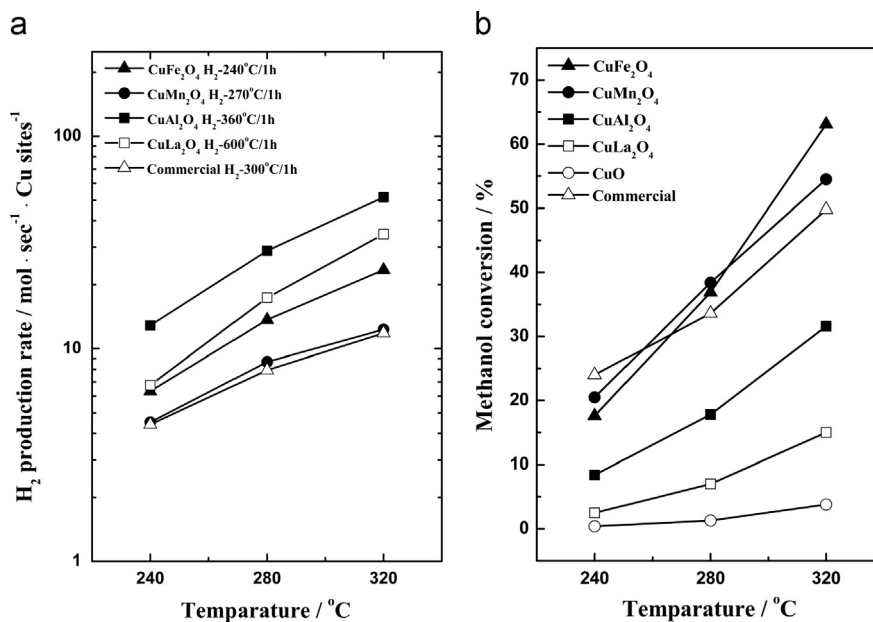 a
H₂ production rate / mol · sec⁻¹ · Cu sites⁻¹
100
10
1
CuFe₂O₄ H₂-240°C/1h
CuMn₂O₄ H₂-270°C/1h
CuAl₂O₄ H₂-360°C/1h
CuLa₂O₄ H₂-600°C/1h
Commercial H₂-300°C/1h
240
280
320
Temparature / °C
b
Methanol conversion / %
70
60
50
40
30
20
10
0
CuFe₂O₄
CuMn₂O₄
CuAl₂O₄
CuLa₂O₄
CuO
Commercial
240
280
320
Temparature / °C